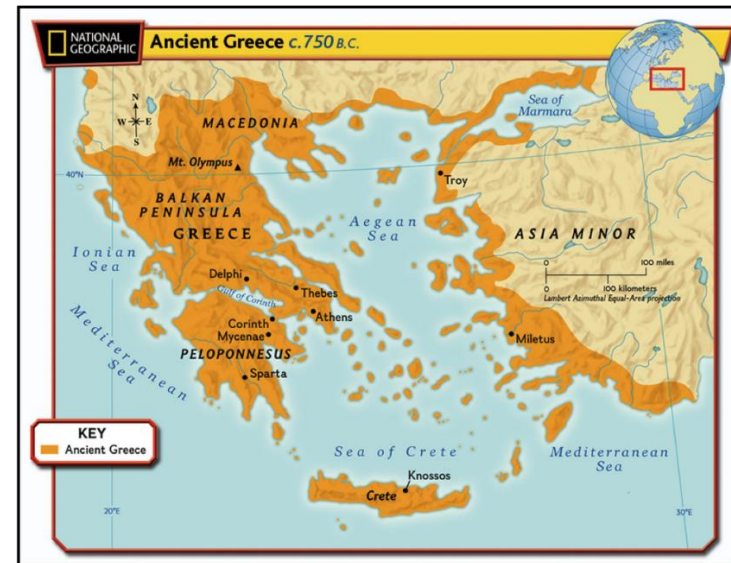 NATIONAL
GEOGRAPHIC
Ancient Greece c.750 B.C.
N
W E
S
MACEDONIA
Sea of
Marmara
Mt. Olympus
40°N
Troy
BALKAN
PENINSULA
GREECE
Aegean
Sea
ASIA MINOR
Ionian
Sea
0 100 miles
0 100 kilometers
Lambert Azimuthal Equal-Area projection
Delphi
Thebes
Gulf of Corinth
Athens
Corinth
Mycenae
Miletus
PELOPONNESUS
Mediterranean
Sea
Sparta
KEY
Ancient Greece
Sea of Crete
Mediterranean
Sea
Knossos
Crete
20°E
30°E